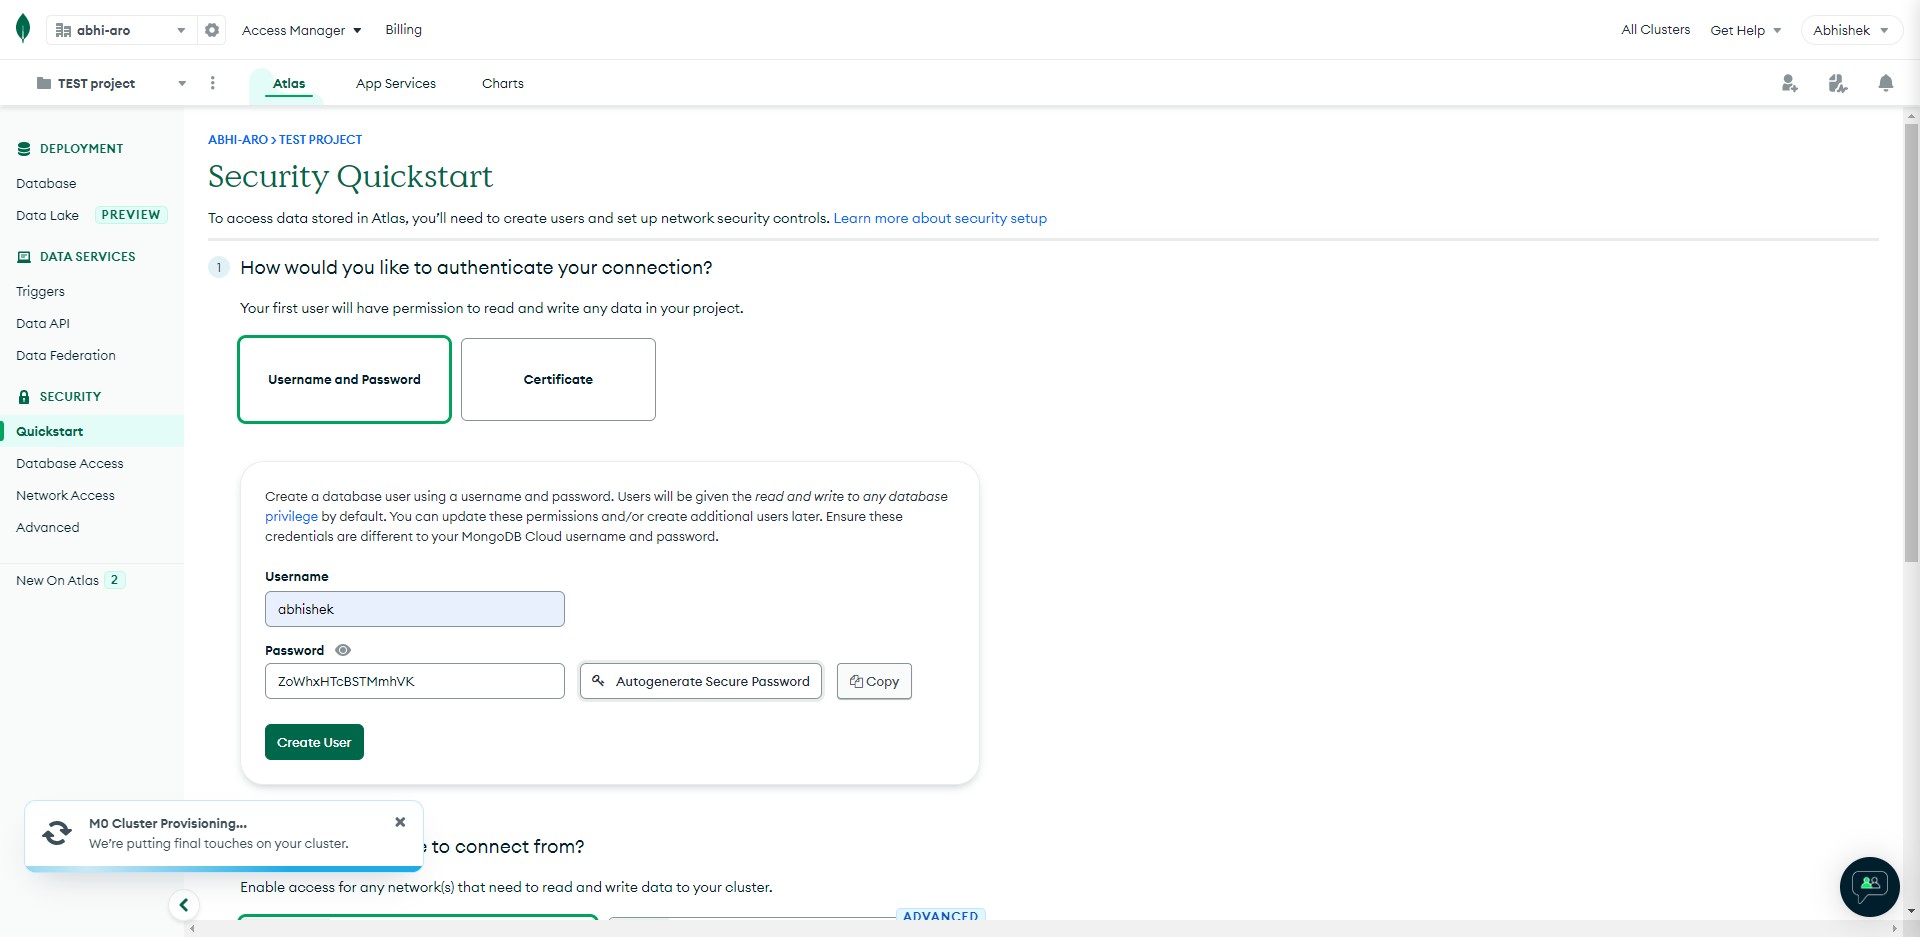 abhi-aro
Access Manager
Billing
All Clusters
Get Help
Abhishek
TEST project
Atlas
App Services
Charts
DEPLOYMENT
Database
Data Lake PREVIEW
DATA SERVICES
Triggers
Data API
Data Federation
SECURITY
Quickstart
Database Access
Network Access
Advanced
New On Atlas 2
ABHI-ARO > TEST PROJECT
Security Quickstart
To access data stored in Atlas, you'll need to create users and set up network security controls. Learn more about security setup
1 How would you like to authenticate your connection?
Your first user will have permission to read and write any data in your project.
Username and Password
Certificate
Create a database user using a username and password. Users will be given the read and write to any database
privilege by default. You can update these permissions and/or create additional users later. Ensure these
credentials are different to your MongoDB Cloud username and password.
Username
abhishek
Password
ZoWhxHTcBSTMmhVK
Autogenerate Secure Password
Copy
Create User
M0 Cluster Provisioning...
We're putting final touches on your cluster.
to connect from?
Enable access for any network(s) that need to read and write data to your cluster.
ADVANCED